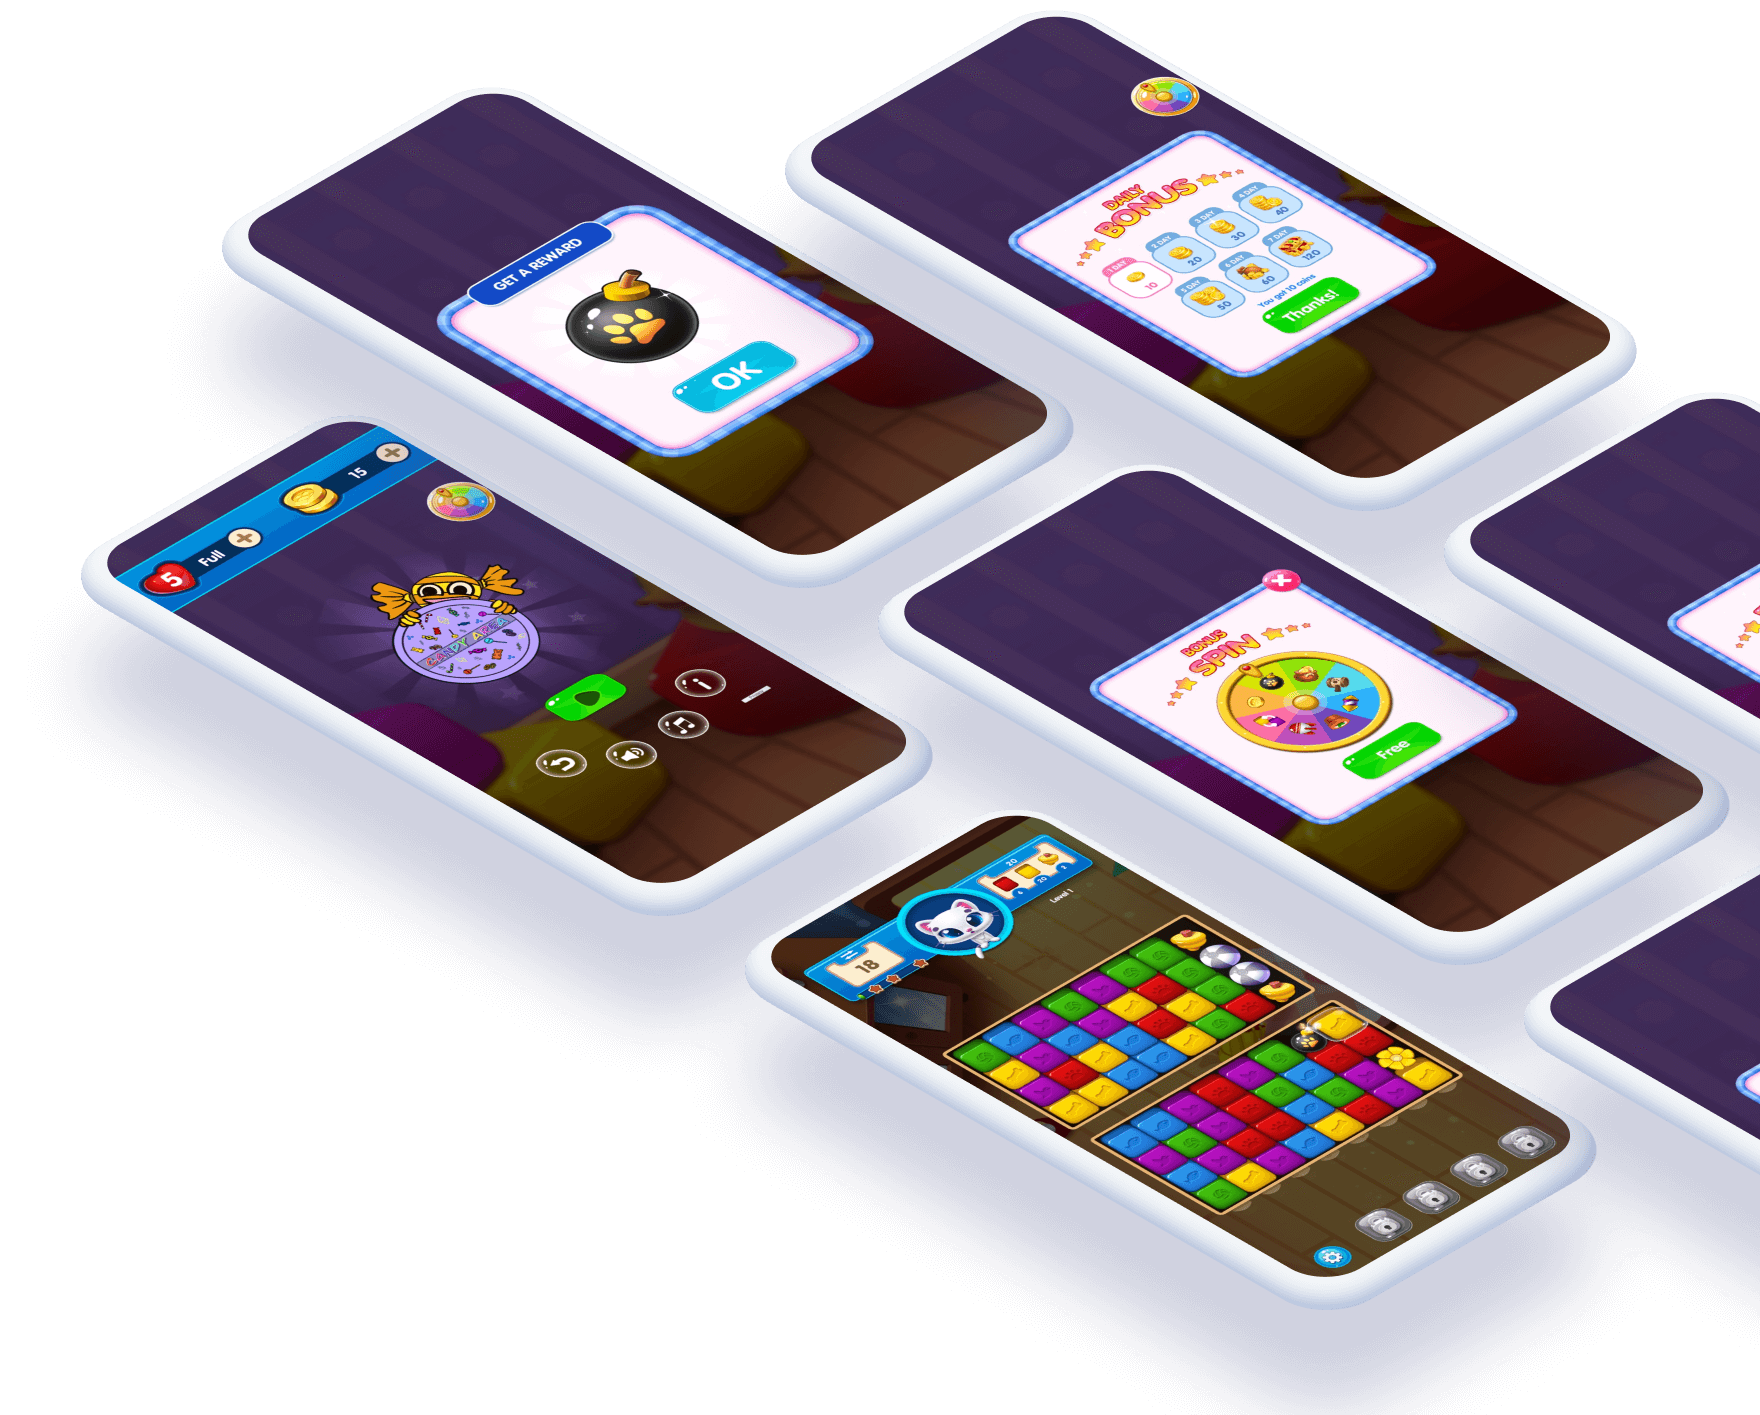 GET A REWARD
OK
DAILY
BONUS
1 DAY
10
2 DAY
20
3 DAY
30
4 DAY
40
5 DAY
50
6 DAY
60
7 DAY
120
You got 10 coins
Thanks!
5
Full
15
CANDY AREA
BONUS
SPIN
Free
18
20
6
20
Level 1